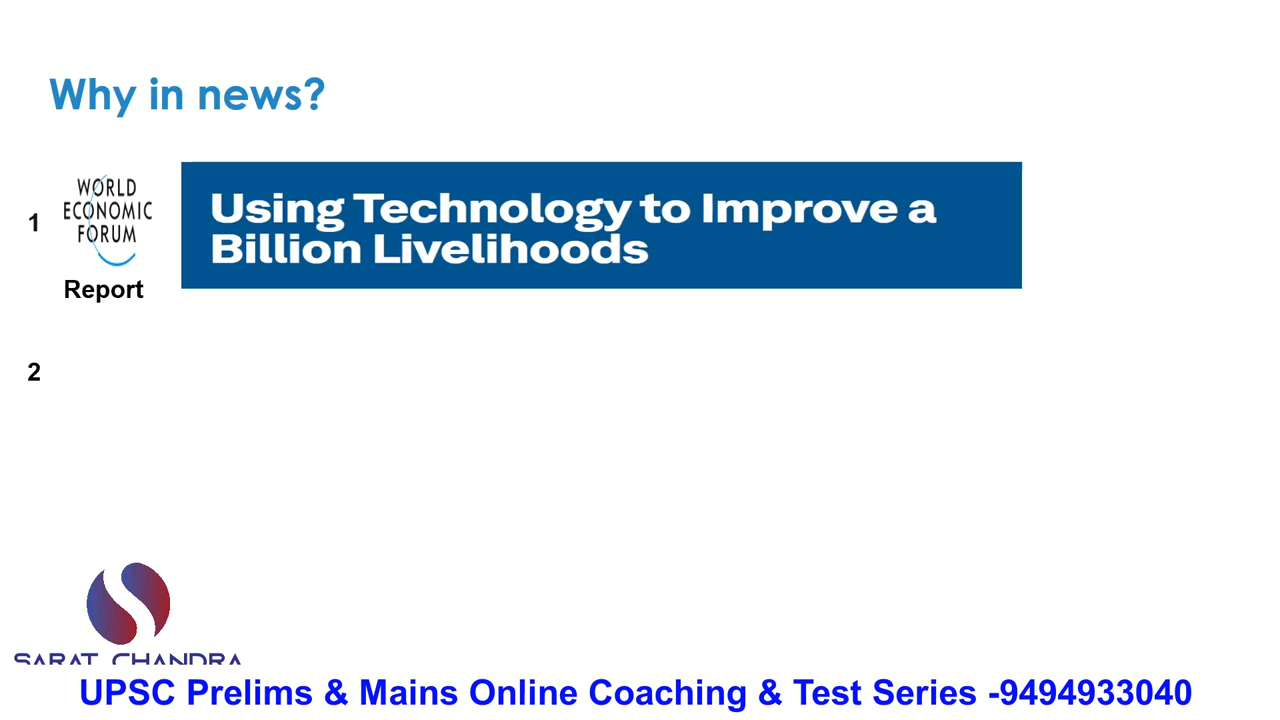 Why in news?
1
WORLD
ECONOMIC
FORUM
Report
Using Technology to Improve a
Billion Livelihoods
2
SARAT CHANDRA
UPSC Prelims & Mains Online Coaching & Test Series -9494933040